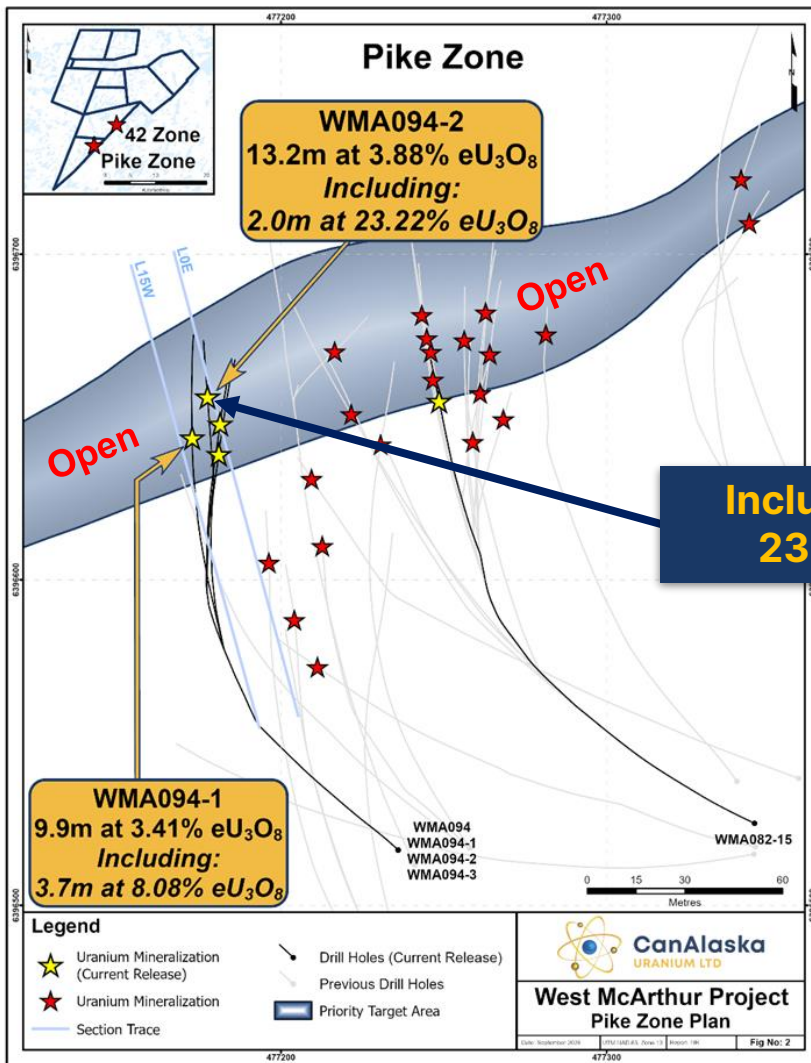 477200
477300
Pike Zone
N
42 Zone
Pike Zone
WMA094-2
13.2m at 3.88% eU₃O₈
Including:
2.0m at 23.22% eU₃O₈
6396700
L15W
L0E
Open
Open
Inclu
23
6396600
WMA094-1
9.9m at 3.41% eU₃O₈
Including:
3.7m at 8.08% eU₃O₈
WMA094
WMA094-1
WMA094-2
WMA094-3
WMA082-15
0 15 30 60
Metres
6396500
Legend
Uranium Mineralization
(Current Release)
Uranium Mineralization
Section Trace
Drill Holes (Current Release)
Previous Drill Holes
Priority Target Area
CanAlaska
URANIUM LTD
West McArthur Project
Pike Zone Plan
Fig No: 2
477200
477300